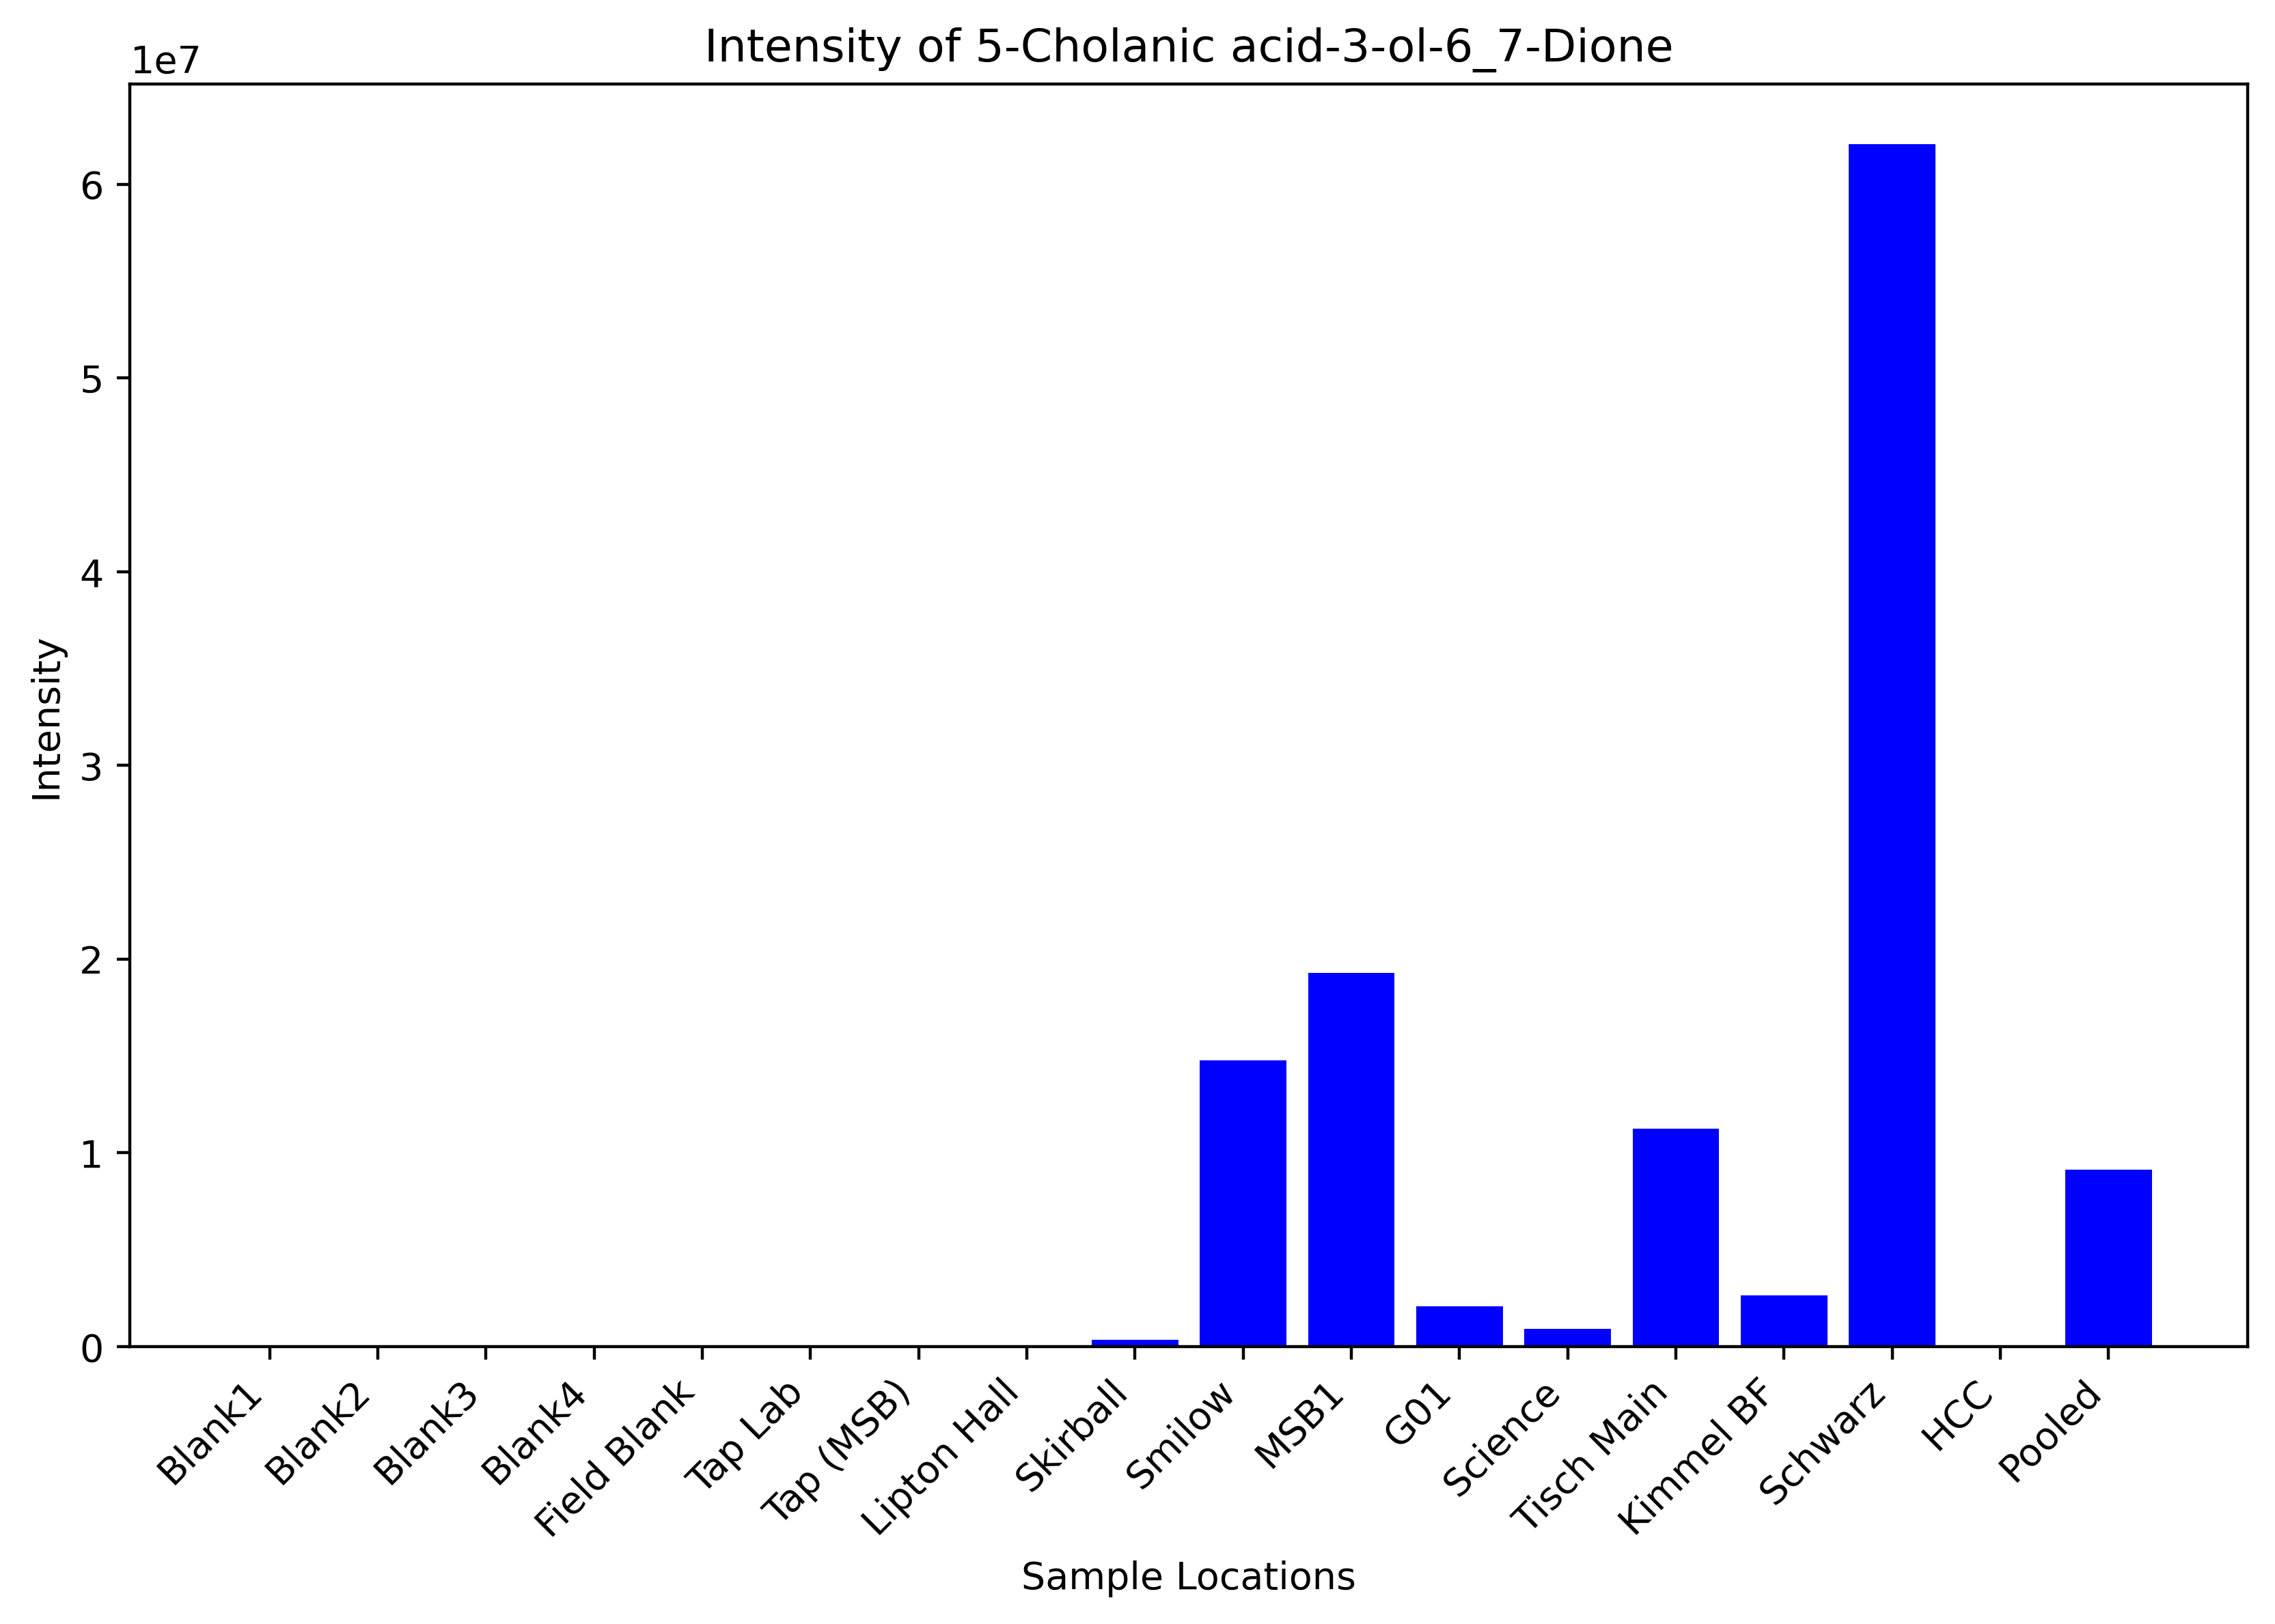 Intensity of 5-Cholanic acid-3-ol-6_7-Dione
1e7
6
5
4
3
2
1
0
Intensity
Blank1
Blank2
Blank3
Blank4
Field Blank
Tap Lab
Tap (MSB)
Lipton Hall
Skirball
Smilow
MSB1
G01
Science
Tisch Main
Kimmel BF
Schwarz
HCC
Pooled
Sample Locations